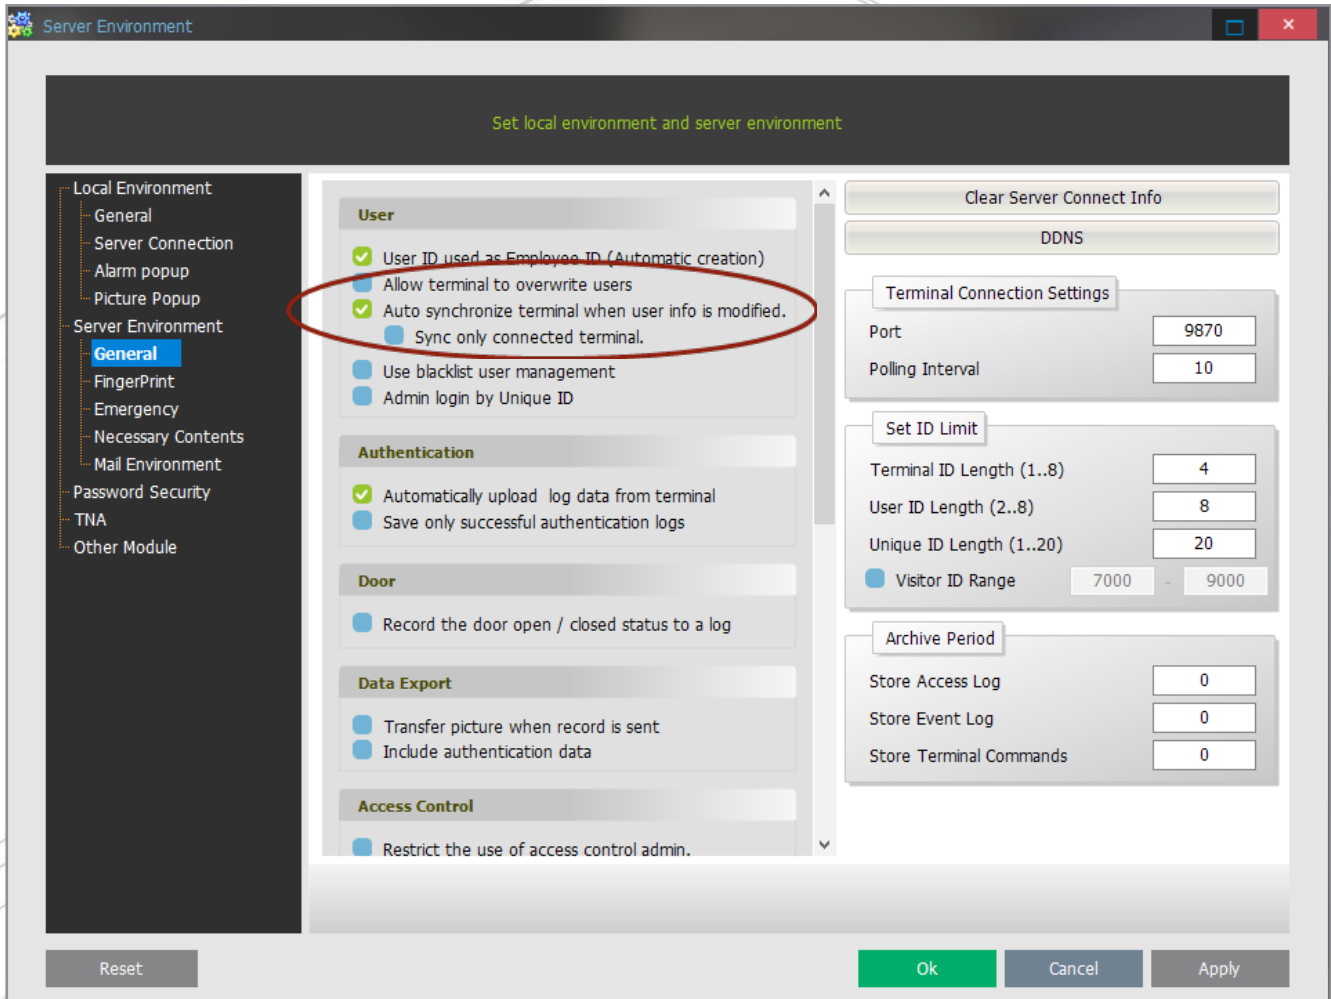 Server Environment
Set local environment and server environment
Local Environment
General
Server Connection
Alarm popup
Picture Popup
Server Environment
General
FingerPrint
Emergency
Necessary Contents
Mail Environment
Password Security
TNA
Other Module
User
User ID used as Employee ID (Automatic creation)
Allow terminal to overwrite users
Auto synchronize terminal when user info is modified.
Sync only connected terminal.
Use blacklist user management
Admin login by Unique ID
Authentication
Automatically upload log data from terminal
Save only successful authentication logs
Door
Record the door open / closed status to a log
Data Export
Transfer picture when record is sent
Include authentication data
Access Control
Restrict the use of access control admin.
Clear Server Connect Info
DDNS
Terminal Connection Settings
Port 9870
Polling Interval 10
Set ID Limit
Terminal ID Length (1..8) 4
User ID Length (2..8) 8
Unique ID Length (1..20) 20
Visitor ID Range 7000 - 9000
Archive Period
Store Access Log 0
Store Event Log 0
Store Terminal Commands 0
Reset
Ok
Cancel
Apply